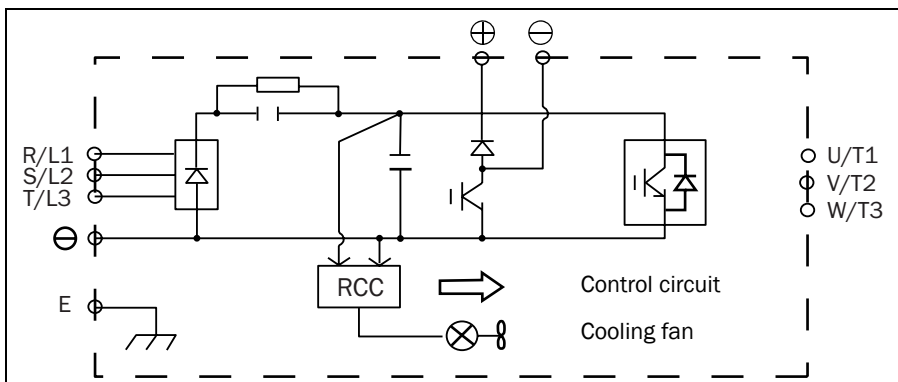 R/L1
S/L2
T/L3
E
RCC
Control circuit
Cooling fan
U/T1
V/T2
W/T3